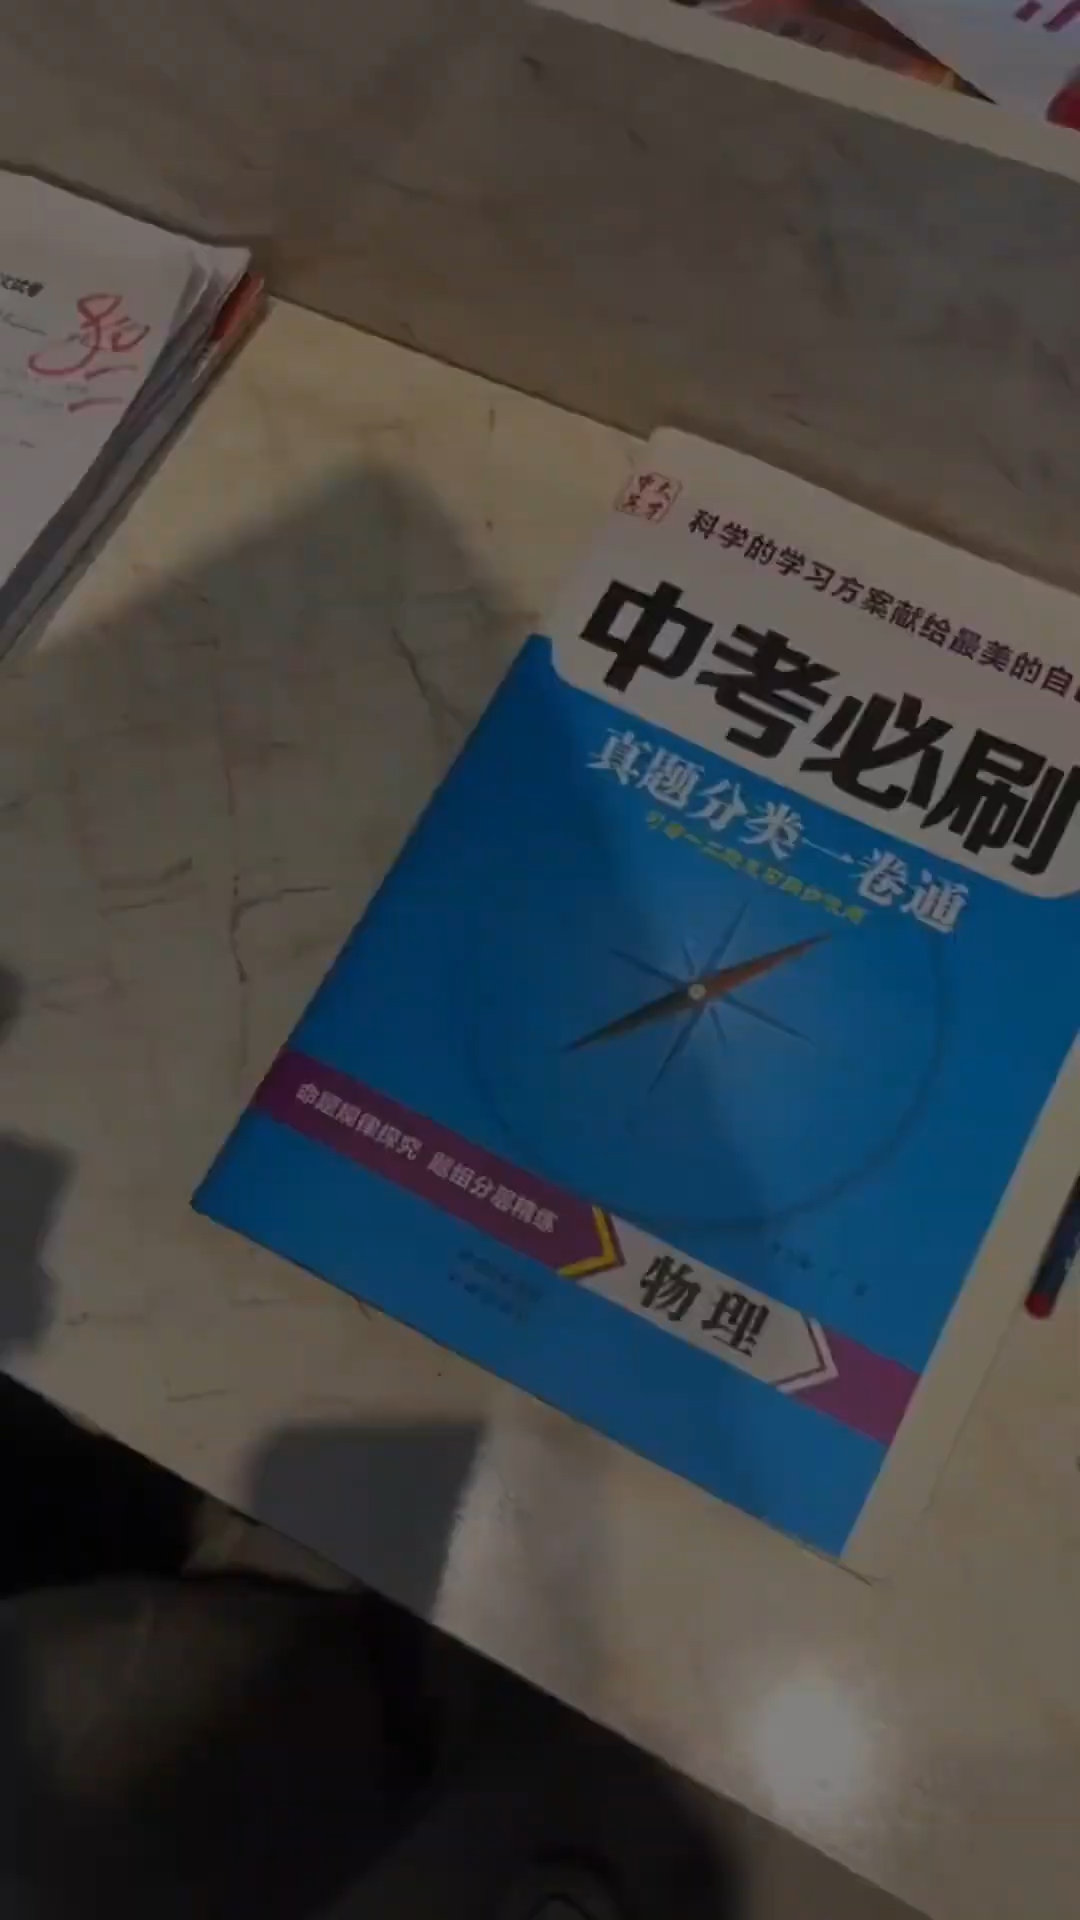 科学的学习方案献给最美的自
中考必刷
真题分类一卷通
命题规律探究 题组分层精练
物理